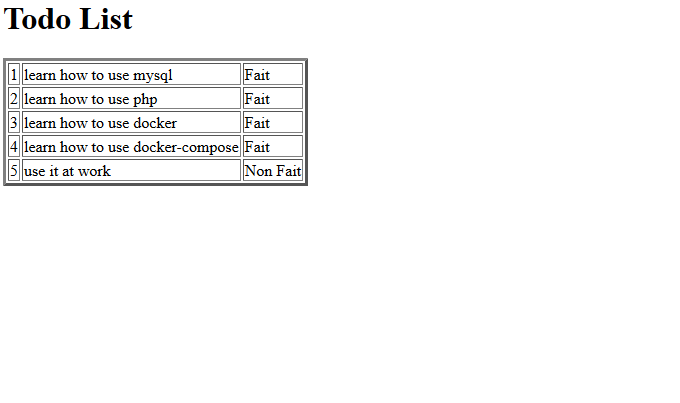 Todo List
1 learn how to use mysql Fait
2 learn how to use php Fait
3 learn how to use docker Fait
4 learn how to use docker-compose Fait
5 use it at work Non Fait